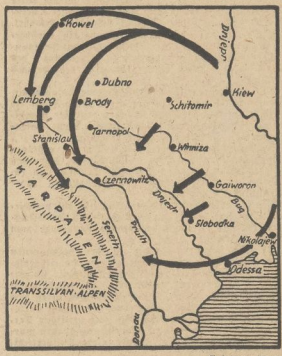 Kowel
Dnjepr
Dubno
Kiew
Lemberg
Brody
Schitomir
Tarnopol
Stanislau
Winniza
Czernowitz
Gaiworon
Dnjestr
Bug
KARPATEN
Slobodka
Sereth
Pruth
Nikolajew
Odessa
TRANSSILVAN-ALPEN
Donau